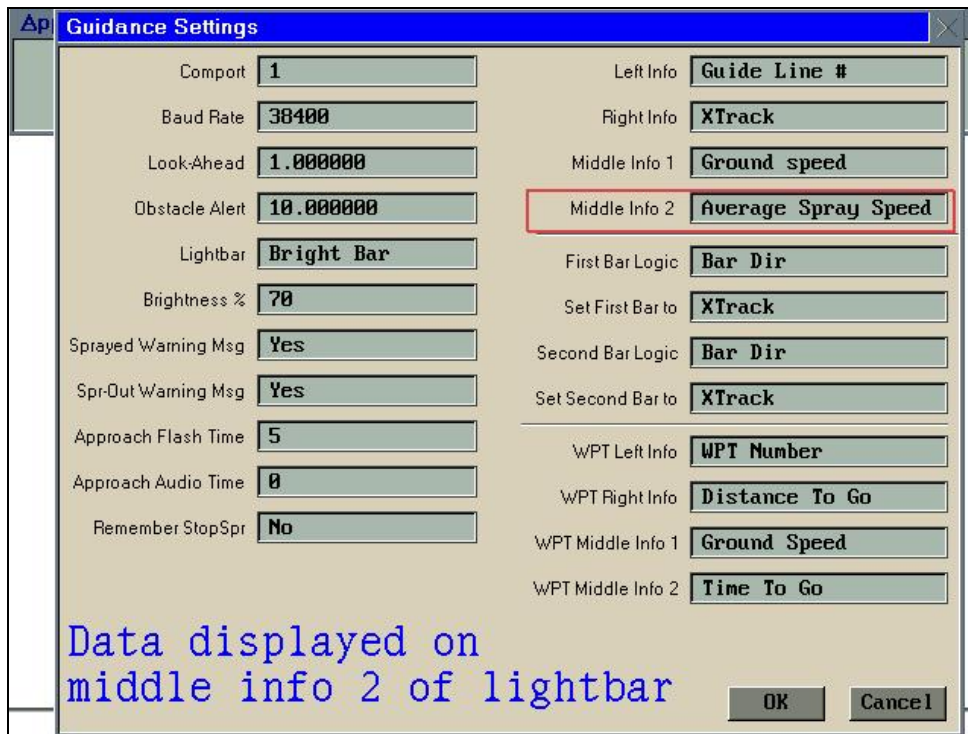 Ap
Guidance Settings
Comport 1
Baud Rate 38400
Look-Ahead 1.000000
Obstacle Alert 10.000000
Lightbar Bright Bar
Brightness % 70
Sprayed Warning Msg Yes
Spr-Out Warning Msg Yes
Approach Flash Time 5
Approach Audio Time 0
Remember StopSpr No
Left Info Guide Line #
Right Info XTrack
Middle Info 1 Ground speed
Middle Info 2 Average Spray Speed
First Bar Logic Bar Dir
Set First Bar to XTrack
Second Bar Logic Bar Dir
Set Second Bar to XTrack
WPT Left Info WPT Number
WPT Right Info Distance To Go
WPT Middle Info 1 Ground Speed
WPT Middle Info 2 Time To Go
Data displayed on
middle info 2 of lightbar
OK Cancel